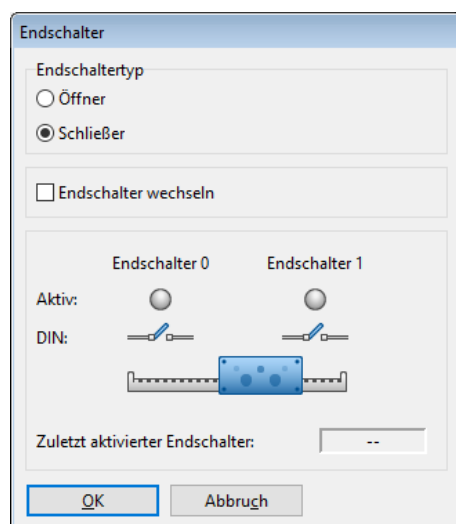 Endschalter
Endschaltertyp
Öffner
Schließer
Endschalter wechseln
Endschalter 0 Endschalter 1
Aktiv:
DIN:
Zuletzt aktivierter Endschalter: --
OK Abbruch